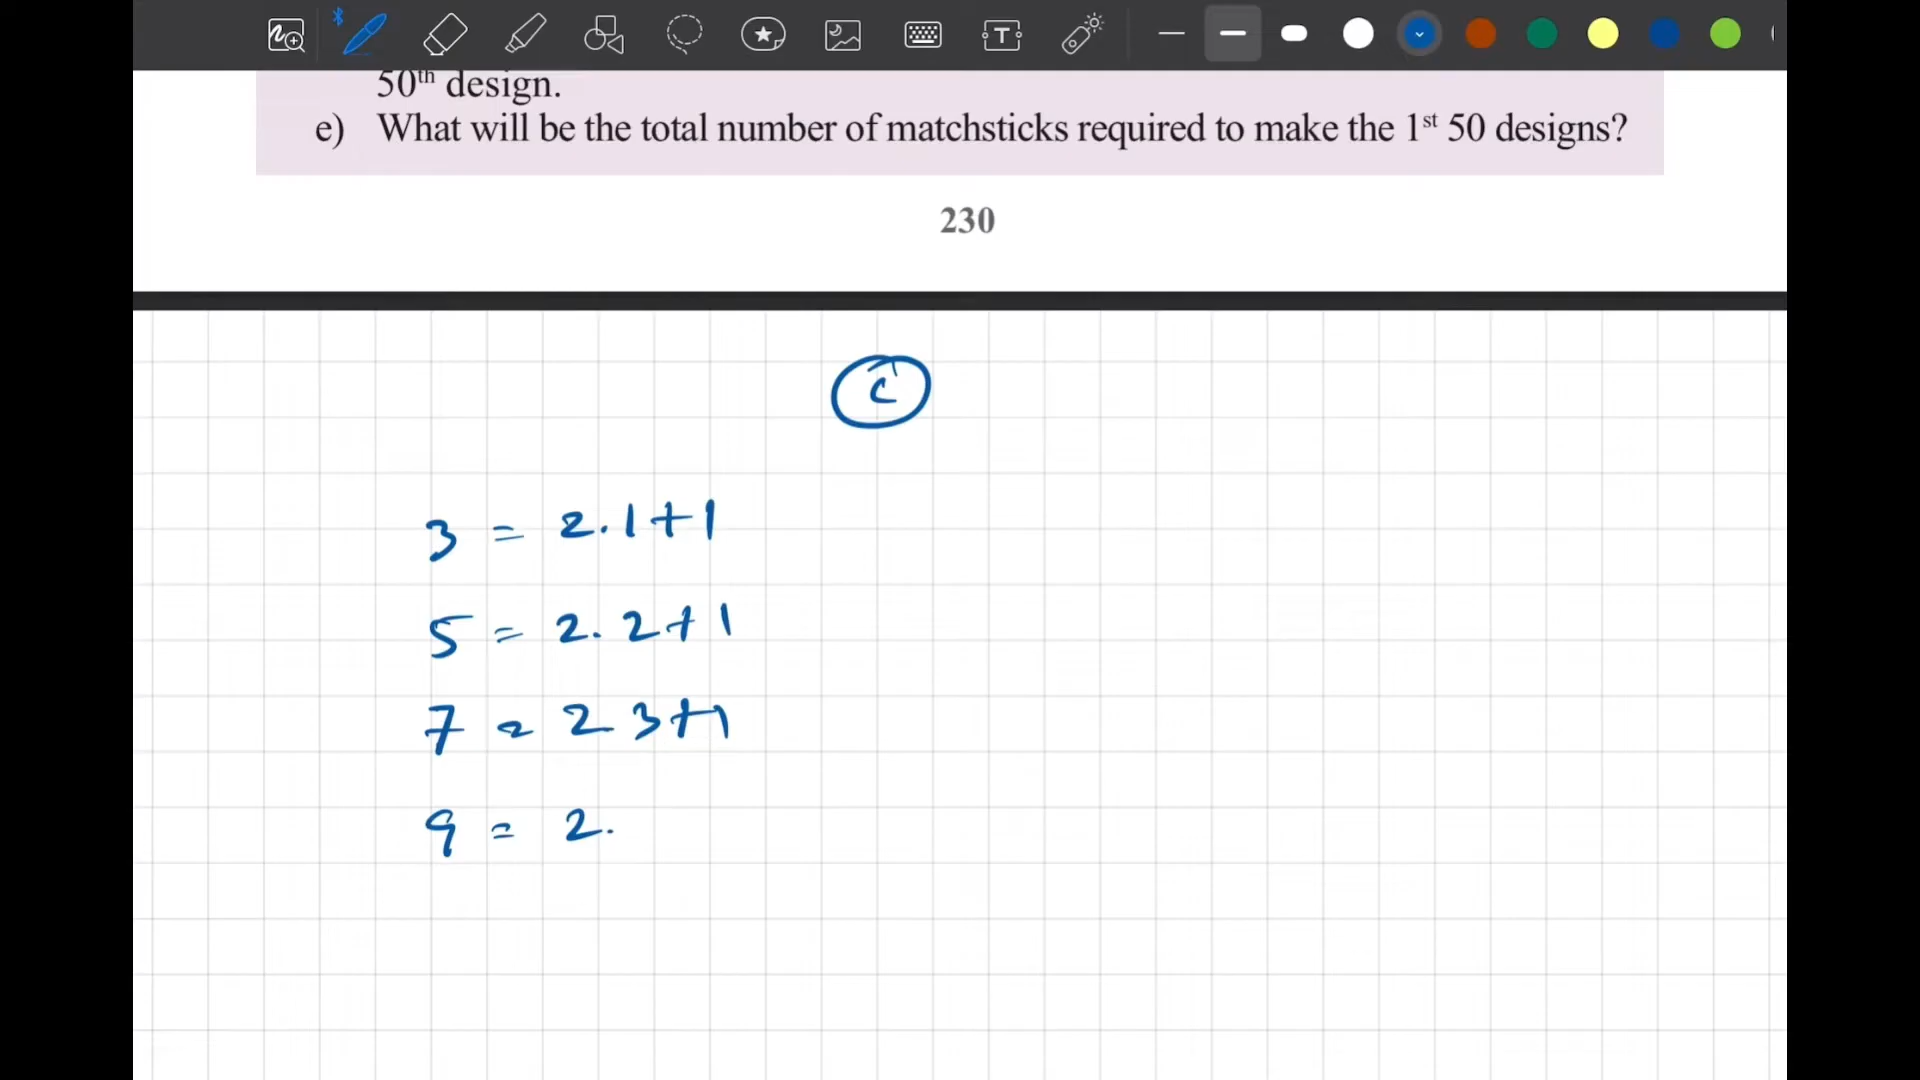 50th design.
e) What will be the total number of matchsticks required to make the 1st 50 designs?
230
C
3 = 2.1+1
5 = 2.2+1
7 = 2 3+1
9 = 2.